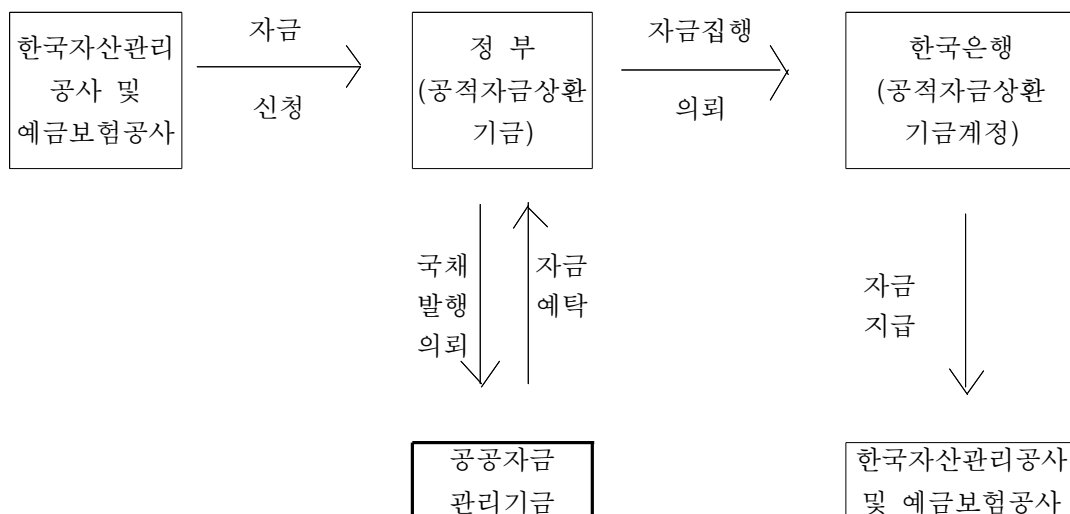 한국자산관리
공사 및
예금보험공사
자금
신청
정 부
(공적자금상환
기금)
자금집행
의뢰
한국은행
(공적자금상환
기금계정)
국채
발행
의뢰
자금
예탁
자금
지급
공공자금
관리기금
한국자산관리공사
및 예금보험공사